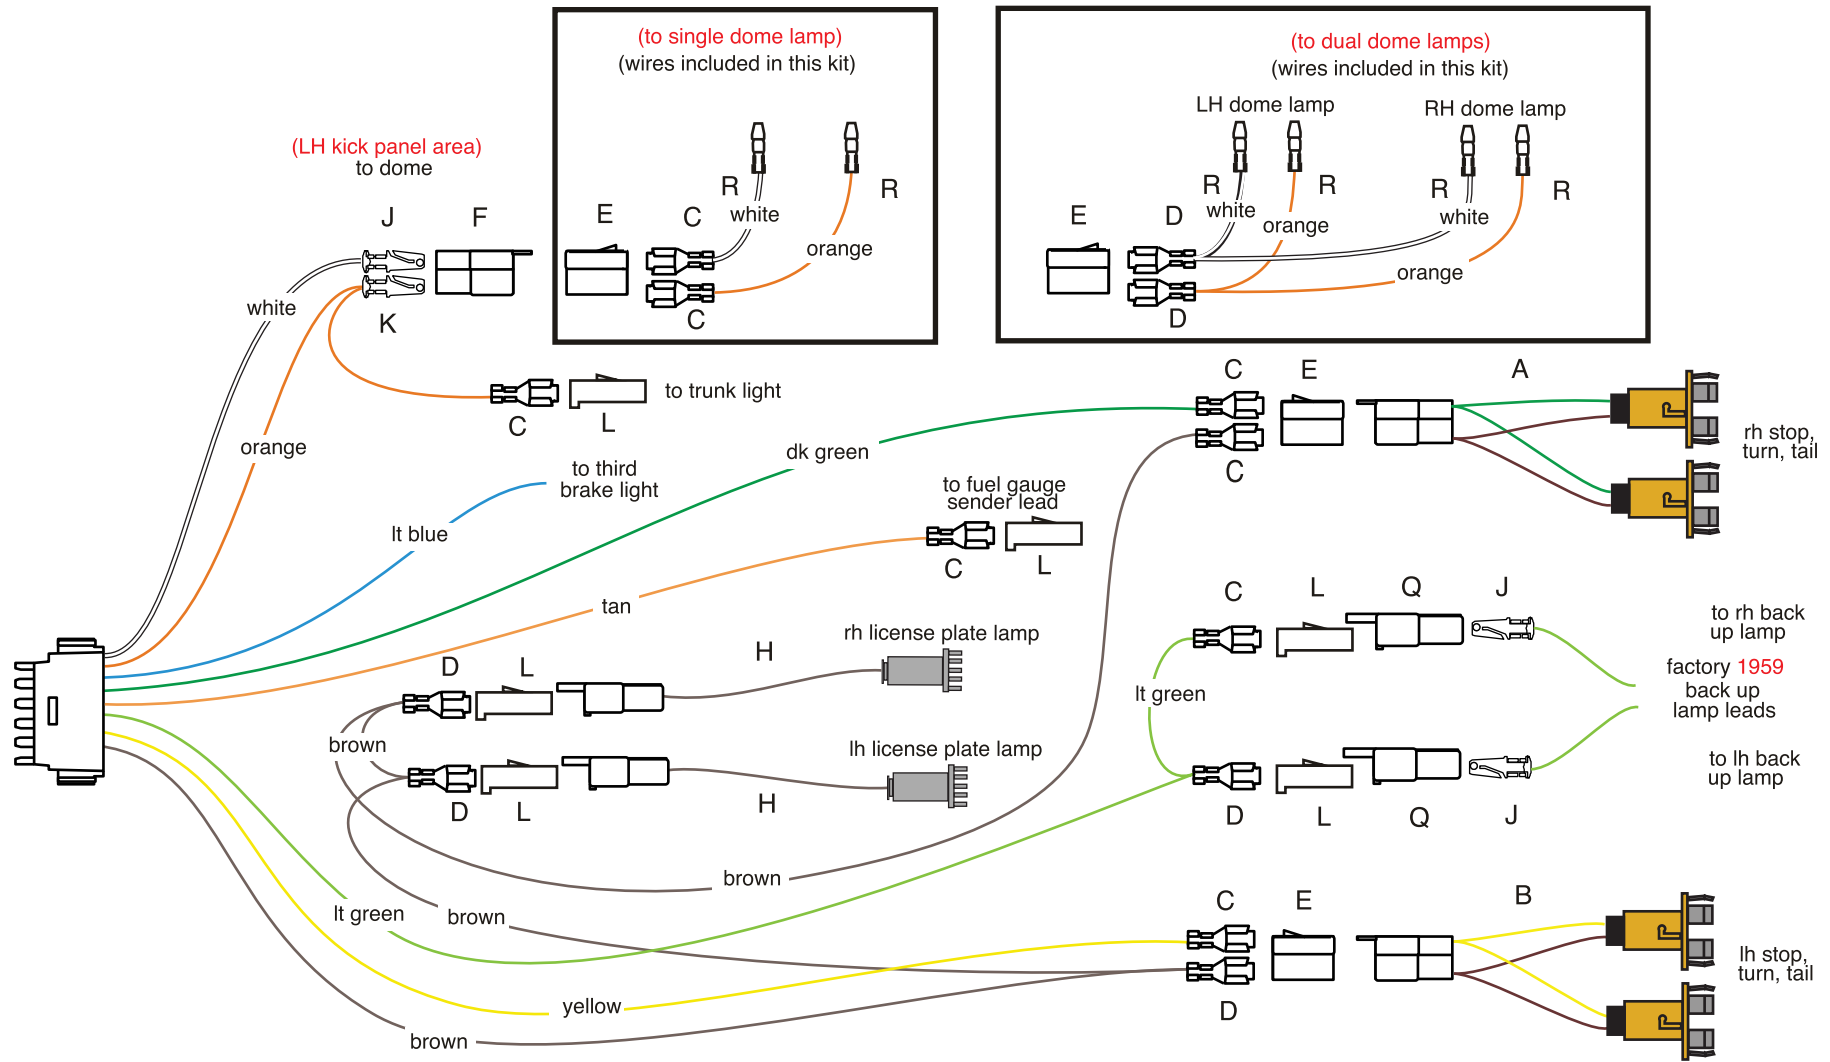 (to single dome lamp)
(wires included in this kit)
R
white
R
orange
E
C
C
(to dual dome lamps)
(wires included in this kit)
LH dome lamp
RH dome lamp
R
white
R
orange
R
white
R
orange
E
D
D
(LH kick panel area)
to dome
J
F
K
white
orange
C
L
to trunk light
to third
brake light
lt blue
dk green
C
E
A
C
rh stop,
turn, tail
to fuel gauge
sender lead
C
L
tan
rh license plate lamp
D
L
H
brown
lh license plate lamp
D
L
H
C
L
Q
J
to rh back
up lamp
lt green
factory 1959
back up
lamp leads
to lh back
up lamp
D
L
Q
J
brown
lt green
brown
C
E
B
D
lh stop,
turn, tail
yellow
brown